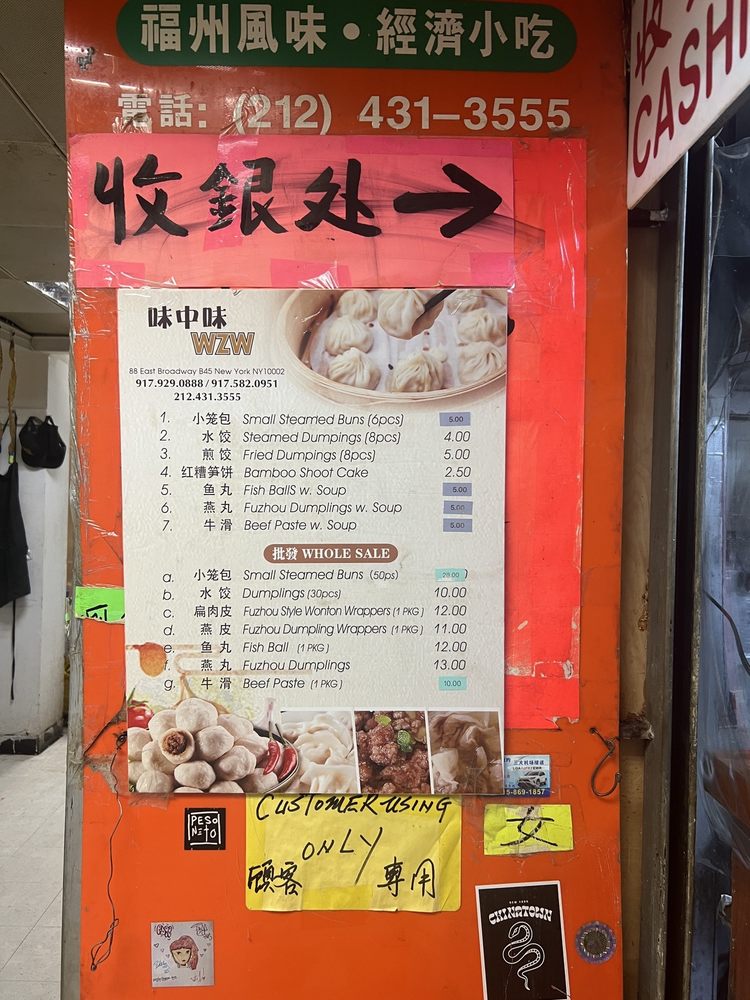 福州風味·經濟小吃
電話: (212) 431-3555
收
CASHI
收銀处→
味中味
WZW
88 East Broadway B45 New York NY10002
917.929.0888 / 917.582.0951
212.431.3555
1. 小笼包 Small Steamed Buns (6pcs) 5.00
2. 水饺 Steamed Dumpings (8pcs) 4.00
3. 煎饺 Fried Dumpings (8pcs) 5.00
4. 红糟笋饼 Bamboo Shoot Cake 2.50
5. 鱼丸 Fish BallS w. Soup 5.00
6. 燕丸 Fuzhou Dumplings w. Soup 5.00
7. 牛滑 Beef Paste w. Soup 5.00
批發 WHOLE SALE
a. 小笼包 Small Steamed Buns (50ps) 28.00
b. 水饺 Dumplings (30pcs) 10.00
c. 扁肉皮 Fuzhou Style Wonton Wrappers (1 PKG) 12.00
d. 燕皮 Fuzhou Dumpling Wrappers (1 PKG) 11.00
e. 鱼丸 Fish Ball (1 PKG) 12.00
f. 燕丸 Fuzhou Dumplings 13.00
g. 牛滑 Beef Paste (1 PKG) 10.00
5-869-1857
CUSTOMER USING
ONLY
顧客 專用
女
PESO
NETO
NEW YORK
CHINATOWN